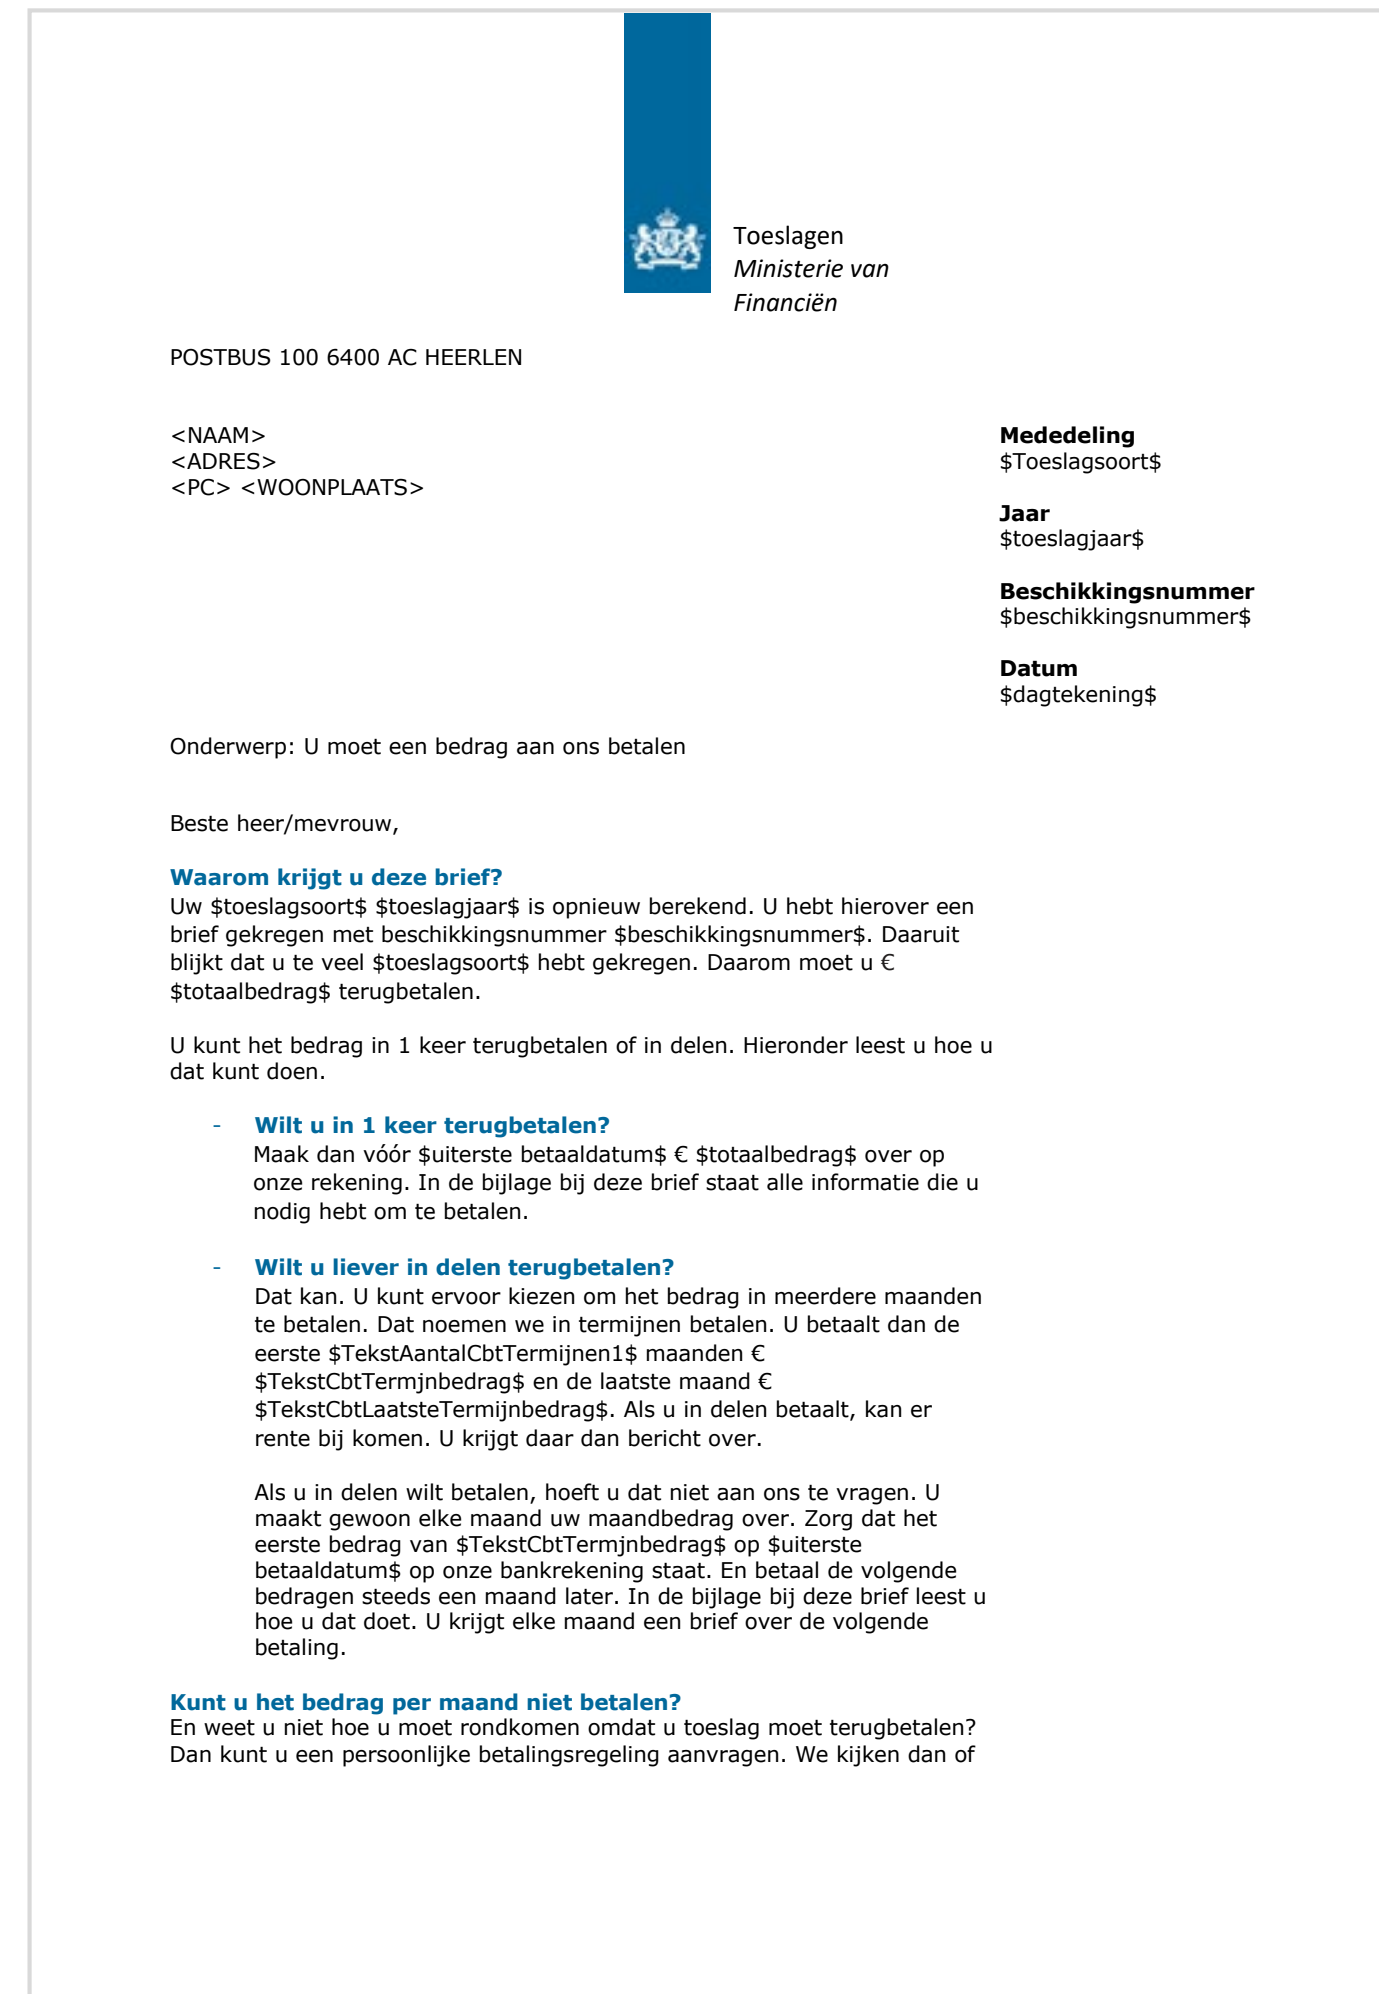 Toeslagen
Ministerie van
Financiën
POSTBUS 100 6400 AC HEERLEN
<NAAM>
<ADRES>
<PC> <WOONPLAATS>
Mededeling
$Toeslagsoort$
Jaar
$toeslagjaar$
Beschikkingsnummer
$beschikkingsnummer$
Datum
$dagtekening$
Onderwerp: U moet een bedrag aan ons betalen
Beste heer/mevrouw,
Waarom krijgt u deze brief?
Uw $toeslagsoort$ $toeslagjaar$ is opnieuw berekend. U hebt hierover een
brief gekregen met beschikkingsnummer $beschikkingsnummer$. Daaruit
blijkt dat u te veel $toeslagsoort$ hebt gekregen. Daarom moet u €
$totaalbedrag$ terugbetalen.
U kunt het bedrag in 1 keer terugbetalen of in delen. Hieronder leest u hoe u
dat kunt doen.
- Wilt u in 1 keer terugbetalen?
Maak dan vóór $uiterste betaaldatum$ € $totaalbedrag$ over op
onze rekening. In de bijlage bij deze brief staat alle informatie die u
nodig hebt om te betalen.
- Wilt u liever in delen terugbetalen?
Dat kan. U kunt ervoor kiezen om het bedrag in meerdere maanden
te betalen. Dat noemen we in termijnen betalen. U betaalt dan de
eerste $TekstAantalCbtTermijnen1$ maanden €
$TekstCbtTermjnbedrag$ en de laatste maand €
$TekstCbtLaatsteTermijnbedrag$. Als u in delen betaalt, kan er
rente bij komen. U krijgt daar dan bericht over.
Als u in delen wilt betalen, hoeft u dat niet aan ons te vragen. U
maakt gewoon elke maand uw maandbedrag over. Zorg dat het
eerste bedrag van $TekstCbtTermjnbedrag$ op $uiterste
betaaldatum$ op onze bankrekening staat. En betaal de volgende
bedragen steeds een maand later. In de bijlage bij deze brief leest u
hoe u dat doet. U krijgt elke maand een brief over de volgende
betaling.
Kunt u het bedrag per maand niet betalen?
En weet u niet hoe u moet rondkomen omdat u toeslag moet terugbetalen?
Dan kunt u een persoonlijke betalingsregeling aanvragen. We kijken dan of